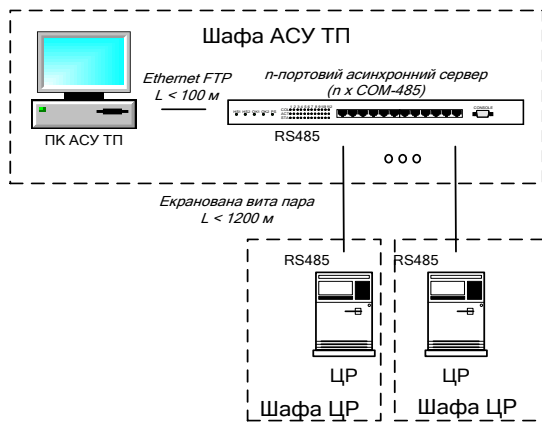 Шафа АСУ ТП
Ethernet FTP
L < 100 м
n-портовий асинхронний сервер
(n x COM-485)
CONSOLE
ПК АСУ ТП
RS485
Екранована вита пара
L < 1200 м
RS485
RS485
ЦР
ЦР
Шафа ЦР
Шафа ЦР